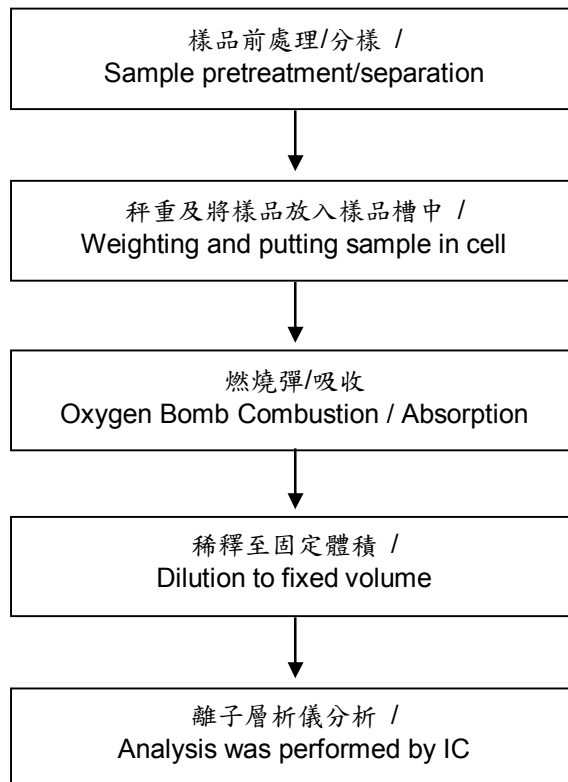 樣品前處理/分樣 /
Sample pretreatment/separation
秤重及將樣品放入樣品槽中 /
Weighting and putting sample in cell
燃燒彈/吸收
Oxygen Bomb Combustion / Absorption
稀釋至固定體積 /
Dilution to fixed volume
離子層析儀分析 /
Analysis was performed by IC